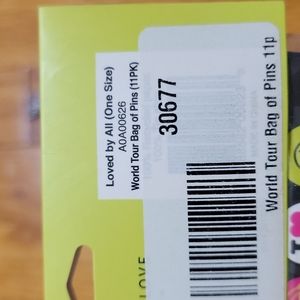 Loved by All (One Size)
A0A00626
World Tour Bag of Pins (11PK)
30677
World Tour Bag of Pins 11p
LOVE
I